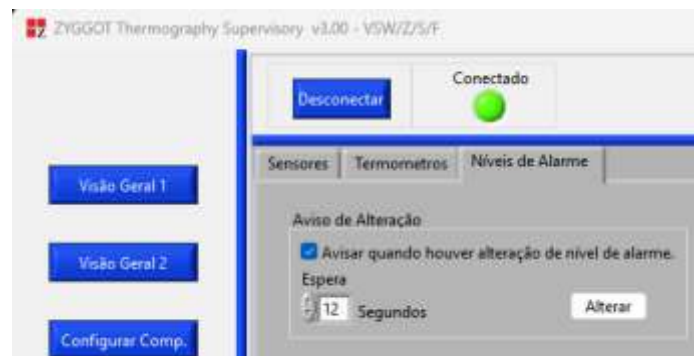 ZYGGOT Thermography Supervisory v3.00 - VSW/Z/S/F
Conectado
Desconectar
Sensores Termometros Níveis de Alarme
Visão Geral 1
Aviso de Alteração
Avisar quando houver alteração de nível de alarme.
Visão Geral 2
Espera
12 Segundos Alterar
Configurar Comp.